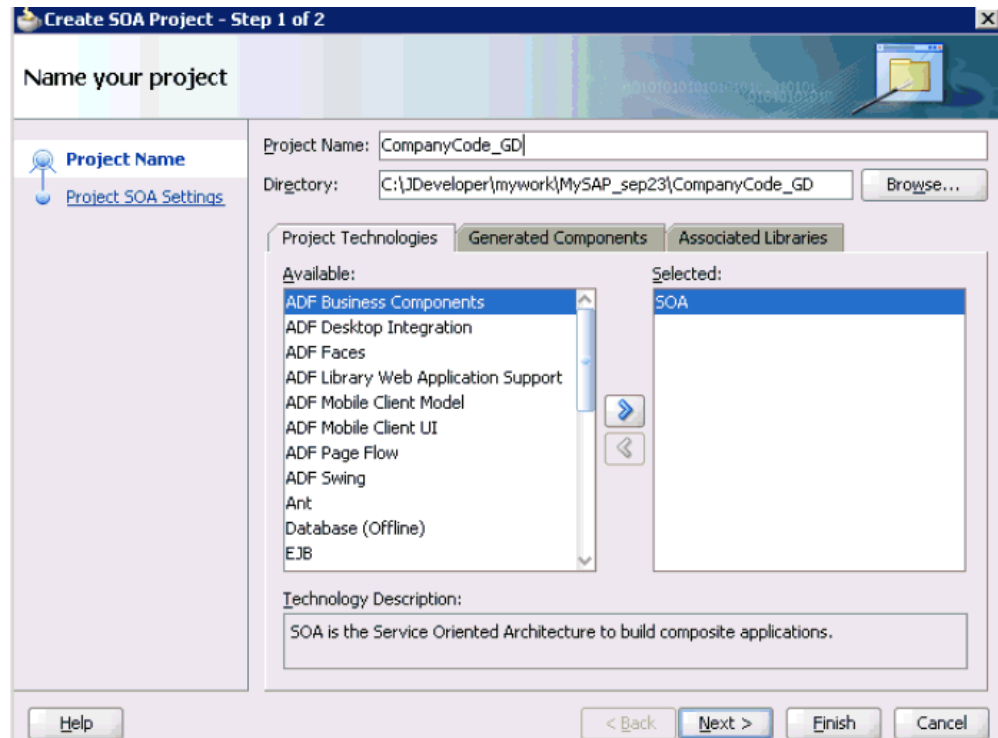 Create SOA Project - Step 1 of 2
Name your project
Project Name
Project SOA Settings
Project Name: CompanyCode_GD
Directory: C:\JDeveloper\mywork\MySAP_sep23\CompanyCode_GD Browse...
Project Technologies Generated Components Associated Libraries
Available: Selected:
ADF Business Components SOA
ADF Desktop Integration
ADF Faces
ADF Library Web Application Support
ADF Mobile Client Model
ADF Mobile Client UI
ADF Page Flow
ADF Swing
Ant
Database (Offline)
EJB
Technology Description:
SOA is the Service Oriented Architecture to build composite applications.
Help < Back Next > Finish Cancel